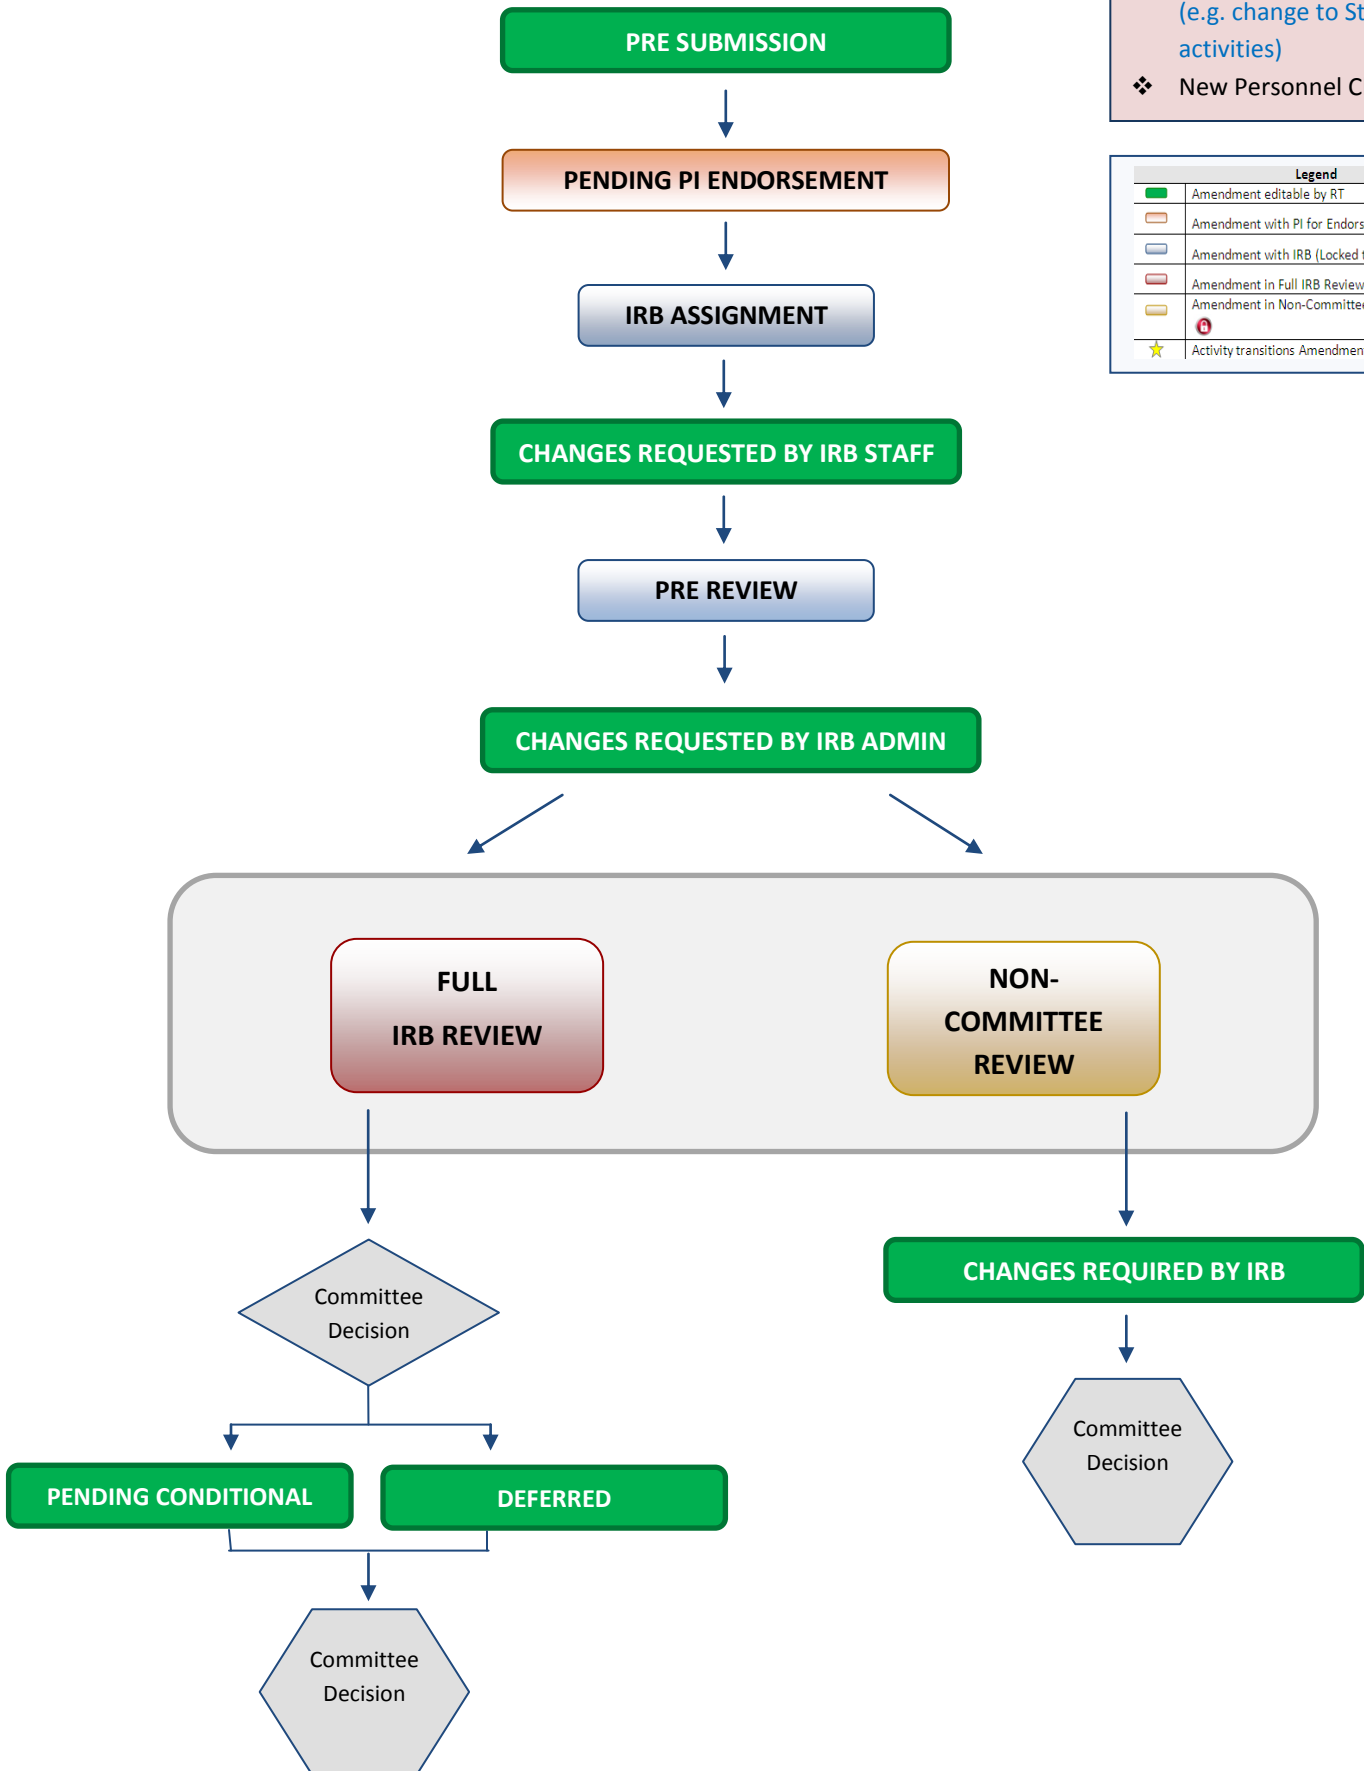 (e.g. change to St
activities)
❖ New Personnel C
PRE SUBMISSION
PENDING PI ENDORSEMENT
Legend
Amendment editable by RT
Amendment with PI for Endors
Amendment with IRB (Locked
Amendment in Full IRB Review
Amendment in Non-Committee
Activity transitions Amendment
IRB ASSIGNMENT
CHANGES REQUESTED BY IRB STAFF
PRE REVIEW
CHANGES REQUESTED BY IRB ADMIN
FULL
IRB REVIEW
NON-
COMMITTEE
REVIEW
Committee
Decision
CHANGES REQUIRED BY IRB
Committee
Decision
PENDING CONDITIONAL
DEFERRED
Committee
Decision